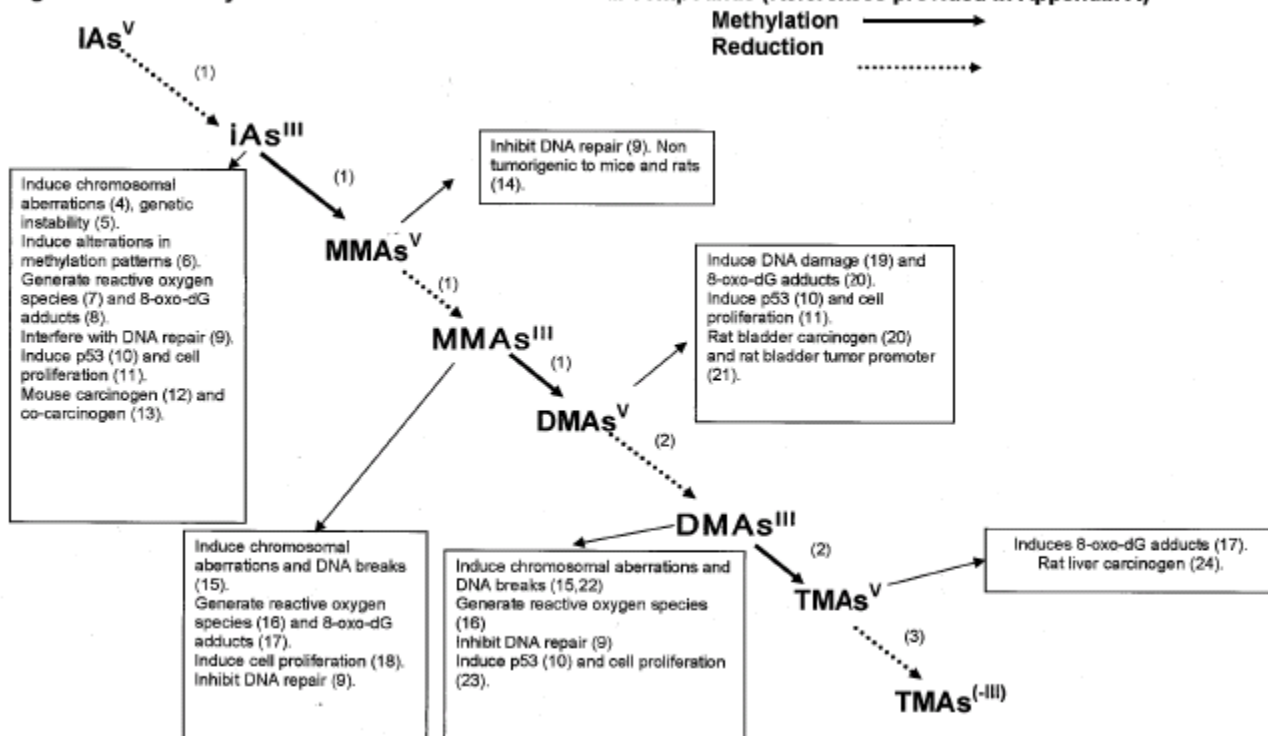 Methylation
Reduction
IAs^V
(1)
iAs^III
Induce chromosomal
aberrations (4), genetic
instability (5).
Induce alterations in
methylation patterns (6).
Generate reactive oxygen
species (7) and 8-oxo-dG
adducts (8).
Interfere with DNA repair (9).
Induce p53 (10) and cell
proliferation (11).
Mouse carcinogen (12) and
co-carcinogen (13).
(1)
Inhibit DNA repair (9). Non
tumorigenic to mice and rats
(14).
MMAs^V
(1)
Induce DNA damage (19) and
8-oxo-dG adducts (20).
Induce p53 (10) and cell
proliferation (11).
Rat bladder carcinogen (20)
and rat bladder tumor promoter
(21).
MMAs^III
(1)
DMAs^V
(2)
DMAs^III
Induce chromosomal
aberrations and DNA breaks
(15).
Generate reactive oxygen
species (16) and 8-oxo-dG
adducts (17).
Induce cell proliferation (18).
Inhibit DNA repair (9).
Induce chromosomal aberrations and
DNA breaks (15,22)
Generate reactive oxygen species
(16)
Inhibit DNA repair (9)
Induce p53 (10) and cell proliferation
(23).
(2)
Induces 8-oxo-dG adducts (17).
Rat liver carcinogen (24).
TMAs^V
(3)
TMAs^(-III)